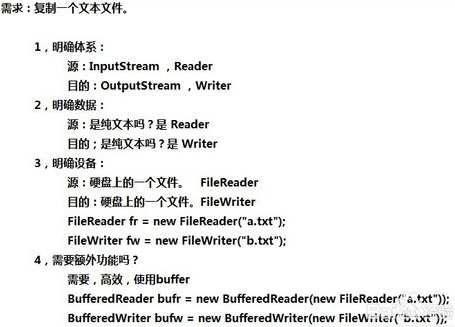 需求：复制一个文本文件。
1，明确体系：
源：InputStream ，Reader
目的：OutputStream ，Writer
2，明确数据：
源：是纯文本吗？是 Reader
目的；是纯文本吗？是 Writer
3，明确设备：
源：硬盘上的一个文件。 FileReader
目的：硬盘上的一个文件。FileWriter
FileReader fr = new FileReader("a.txt");
FileWriter fw = new FileWriter("b.txt");
4，需要额外功能吗？
需要，高效，使用buffer
BufferedReader bufr = new BufferedReader(new FileReader("a.txt"));
BufferedWriter bufw = new BufferedWriter(new FileWriter("b.txt"));